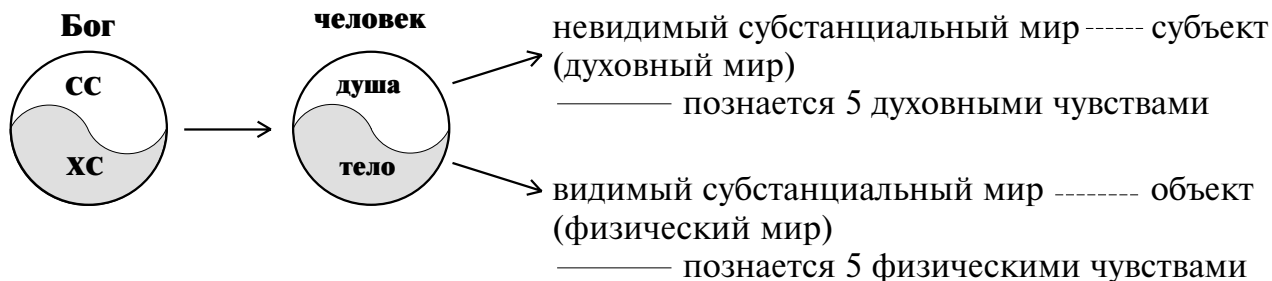 Бог
СС
ХС
человек
душа
тело
невидимый субстанциальный мир ------ субъект
(духовный мир)
——— познается 5 духовными чувствами
видимый субстанциальный мир -------- объект
(физический мир)
——— познается 5 физическими чувствами